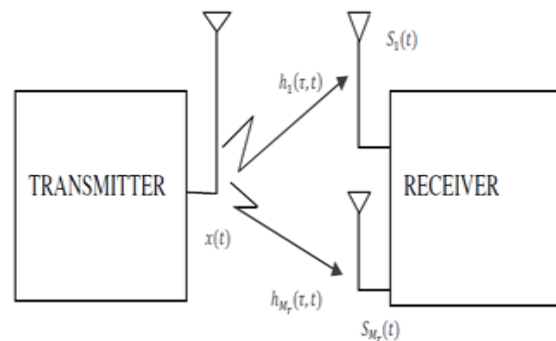 S₁(t)
h₁(τ,t)
TRANSMITTER
RECEIVER
x(t)
h_{M_r}(τ,t)
S_{M_r}(t)